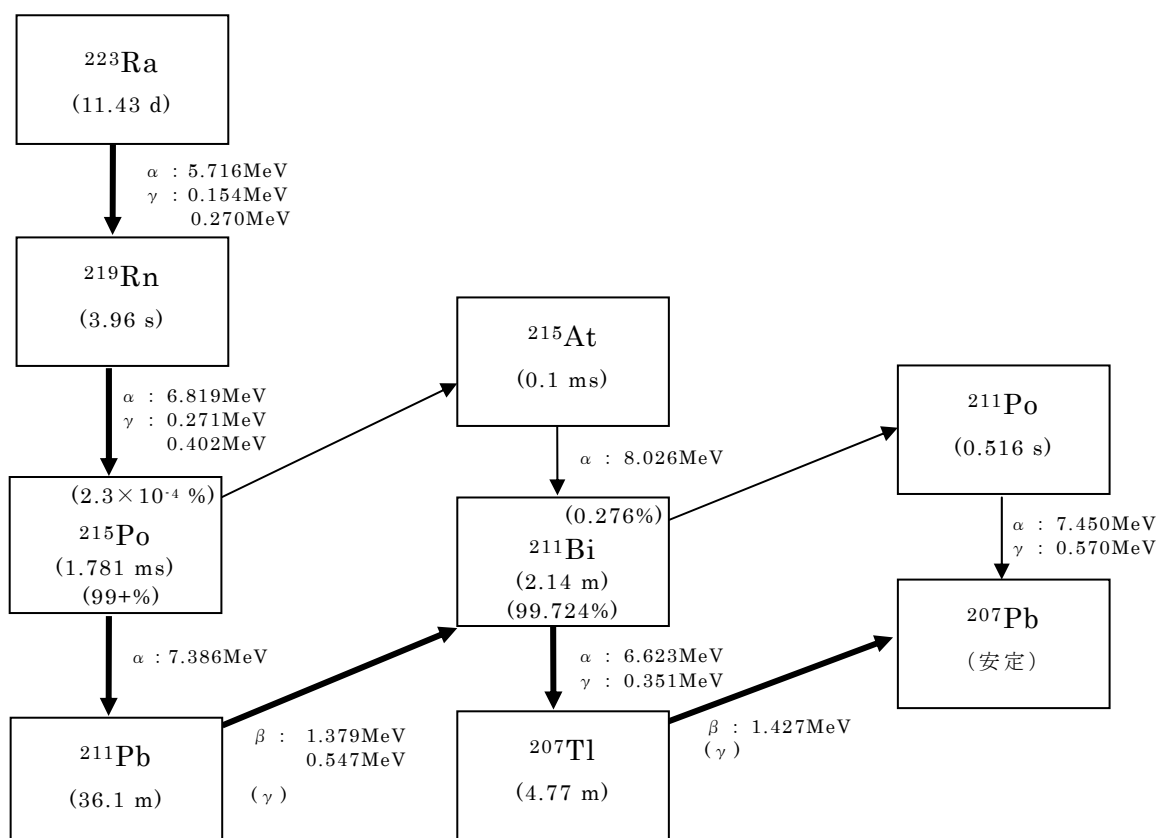 ²²³Ra
(11.43 d)
α : 5.716MeV
γ : 0.154MeV
0.270MeV
²¹⁹Rn
(3.96 s)
α : 6.819MeV
γ : 0.271MeV
0.402MeV
(2.3×10⁻⁴ %)
²¹⁵Po
(1.781 ms)
(99+%)
α : 7.386MeV
²¹¹Pb
(36.1 m)
β : 1.379MeV
0.547MeV
(γ)
²¹⁵At
(0.1 ms)
α : 8.026MeV
(0.276%)
²¹¹Bi
(2.14 m)
(99.724%)
α : 6.623MeV
γ : 0.351MeV
²⁰⁷Tl
(4.77 m)
β : 1.427MeV
(γ)
²¹¹Po
(0.516 s)
α : 7.450MeV
γ : 0.570MeV
²⁰⁷Pb
(安定)